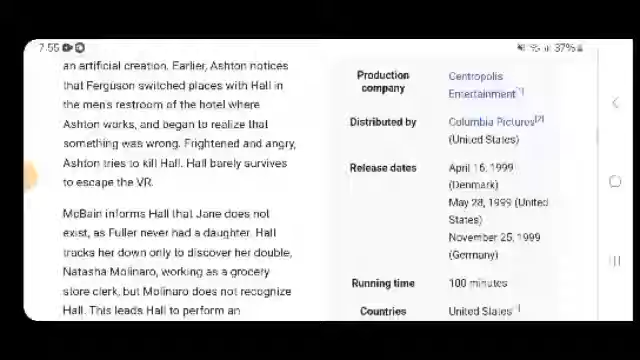 7:55
37%
an artificial creation. Earlier, Ashton notices
that Ferguson switched places with Hall in
the men's restroom of the hotel where
Ashton works, and began to realize that
something was wrong. Frightened and angry,
Ashton tries to kill Hall. Hall barely survives
to escape the VR.
McBain informs Hall that Jane does not
exist, as Fuller never had a daughter. Hall
tracks her down only to discover her double,
Natasha Molinaro, working as a grocery
store clerk, but Molinaro does not recognize
Hall. This leads Hall to perform an
Production company
Centropolis
Entertainment[1]
Distributed by
Columbia Pictures[2]
(United States)
Release dates
April 16, 1999
(Denmark)
May 28, 1999 (United
States)
November 25, 1999
(Germany)
Running time
100 minutes
Countries
United States